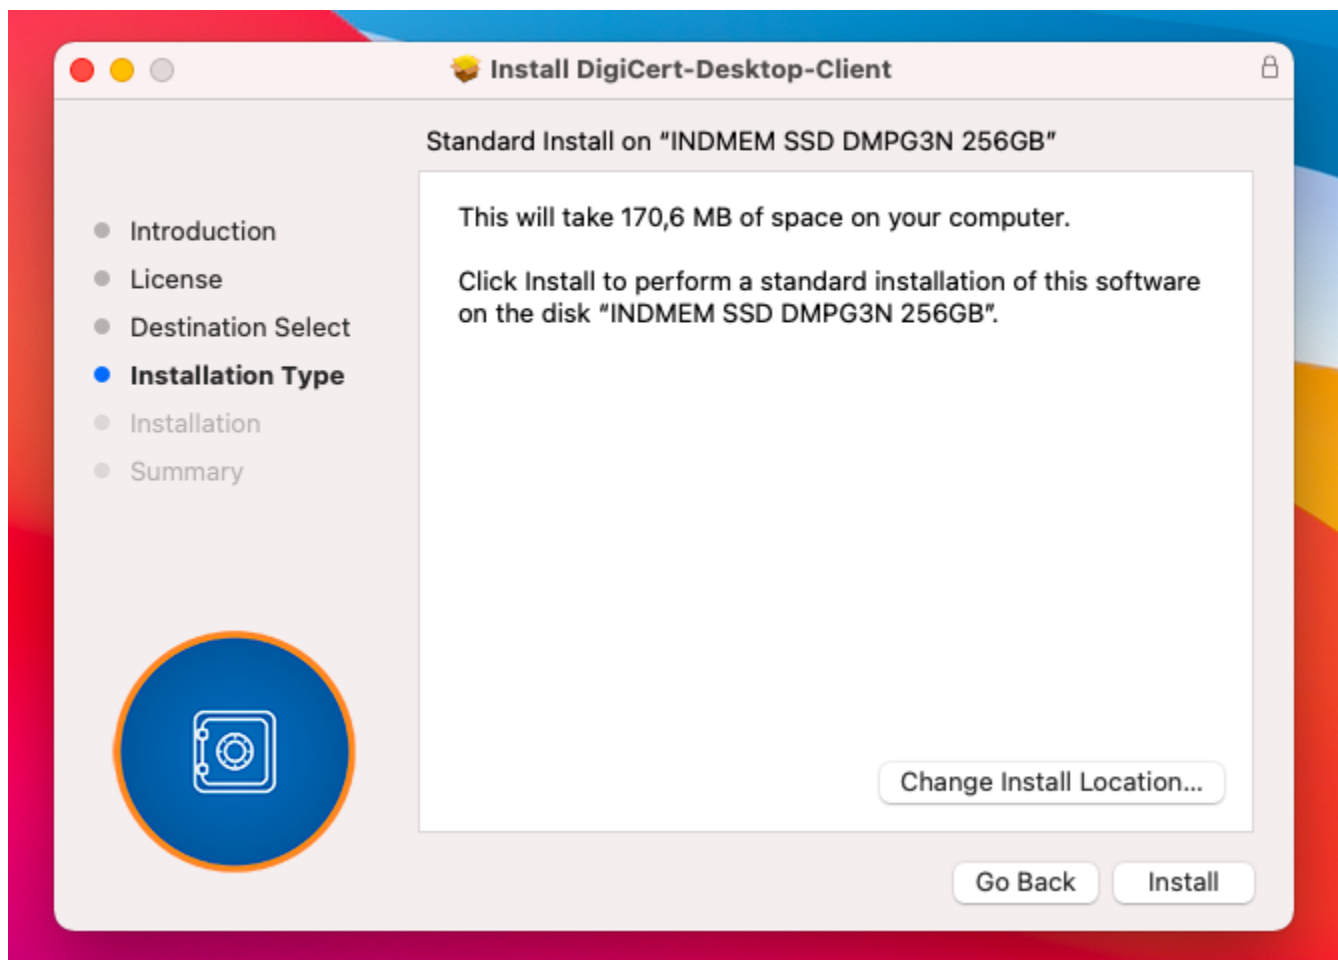 Install DigiCert-Desktop-Client
Standard Install on “INDMEM SSD DMPG3N 256GB”
Introduction
License
Destination Select
Installation Type
Installation
Summary
This will take 170,6 MB of space on your computer.
Click Install to perform a standard installation of this software
on the disk “INDMEM SSD DMPG3N 256GB”.
Change Install Location...
Go Back
Install